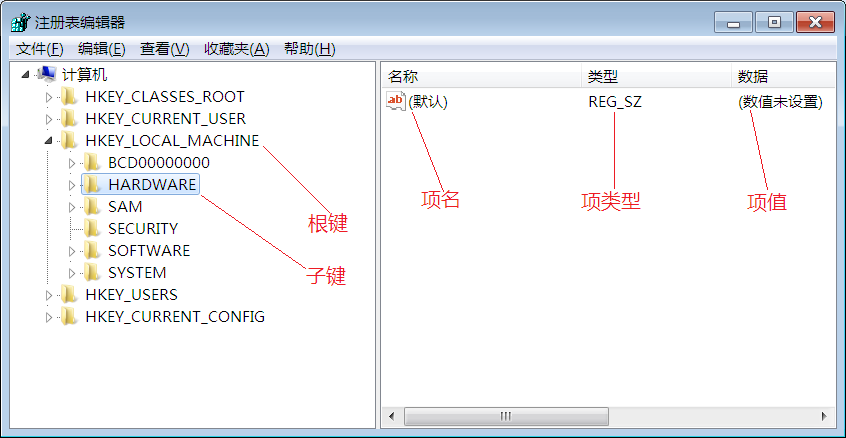 注册表编辑器
文件(F) 编辑(E) 查看(V) 收藏夹(A) 帮助(H)
计算机
HKEY_CLASSES_ROOT
HKEY_CURRENT_USER
HKEY_LOCAL_MACHINE
BCD00000000
HARDWARE
SAM
SECURITY
SOFTWARE
SYSTEM
HKEY_USERS
HKEY_CURRENT_CONFIG
根键
子键
名称 类型 数据
ab (默认) REG_SZ (数值未设置)
项名 项类型 项值